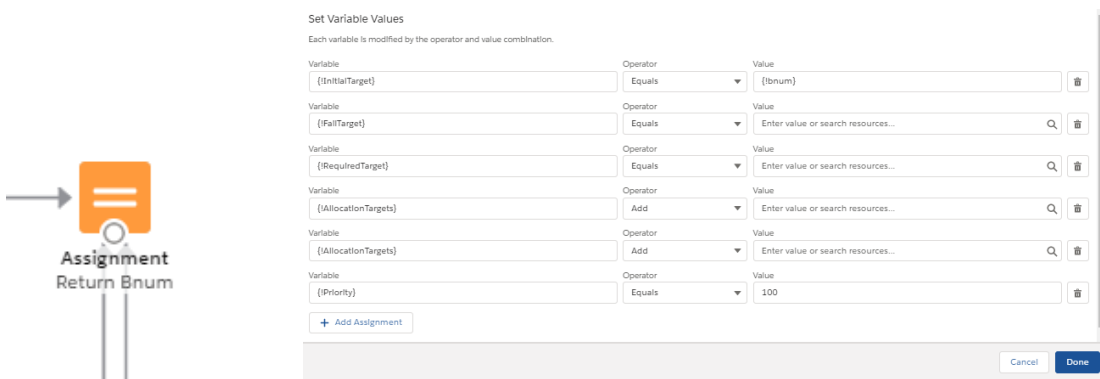 Assignment
Return Bnum
Set Variable Values
Each variable is modified by the operator and value combination.
Variable Operator Value
{!InitialTarget} Equals {!bnum}
Variable Operator Value
{!FailTarget} Equals Enter value or search resources...
Variable Operator Value
{!RequiredTarget} Equals Enter value or search resources...
Variable Operator Value
{!AllocationTargets} Add Enter value or search resources...
Variable Operator Value
{!AllocationTargets} Add Enter value or search resources...
Variable Operator Value
{!Priority} Equals 100
+ Add Assignment
Cancel Done